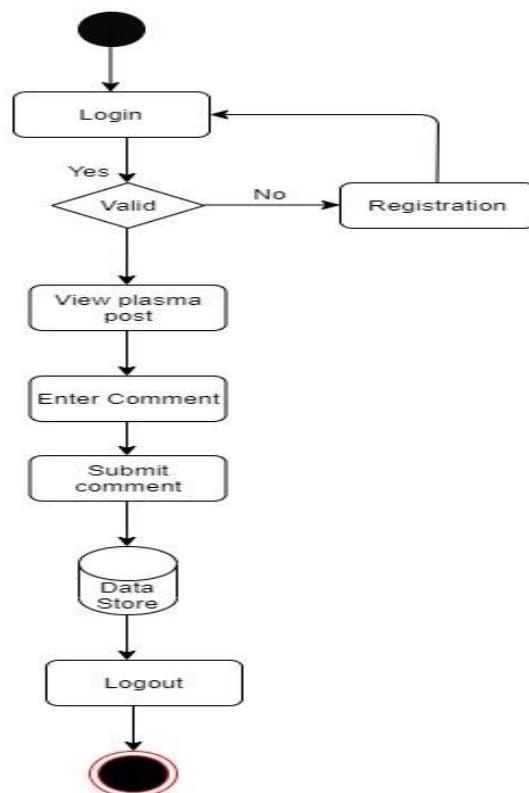 Login
Yes
Valid
No
Registration
View plasma
post
Enter Comment
Submit
comment
Data
Store
Logout